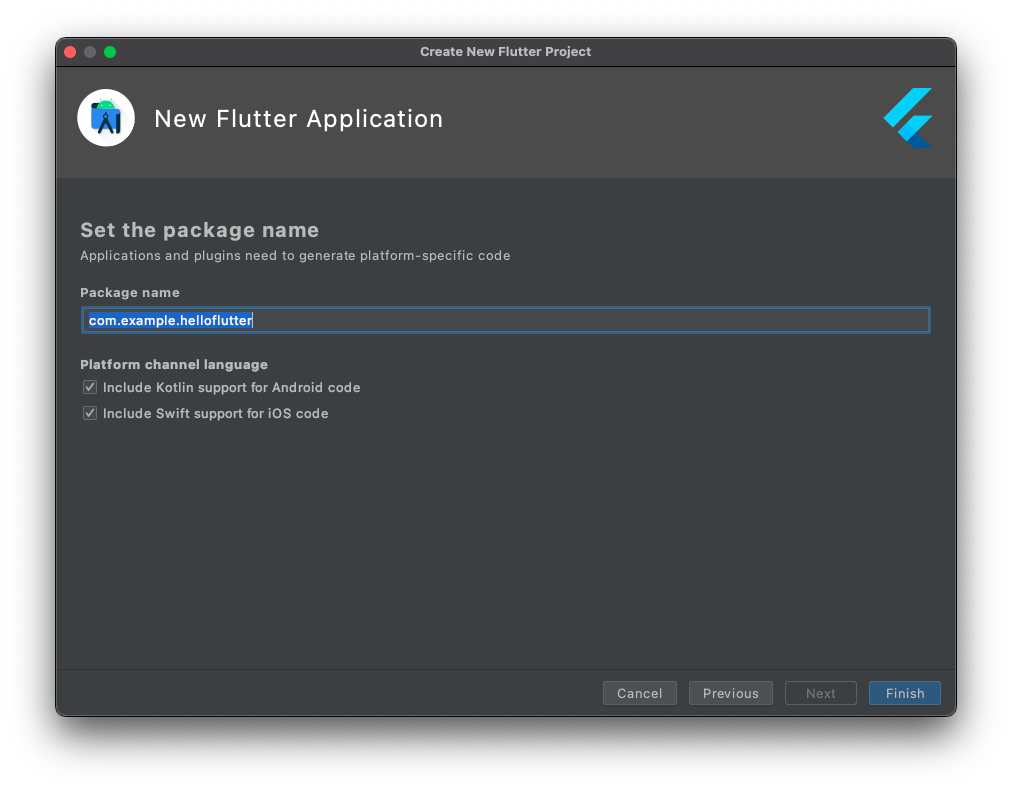 Create New Flutter Project
New Flutter Application
Set the package name
Applications and plugins need to generate platform-specific code
Package name
com.example.helloflutter
Platform channel language
Include Kotlin support for Android code
Include Swift support for iOS code
Cancel
Previous
Next
Finish